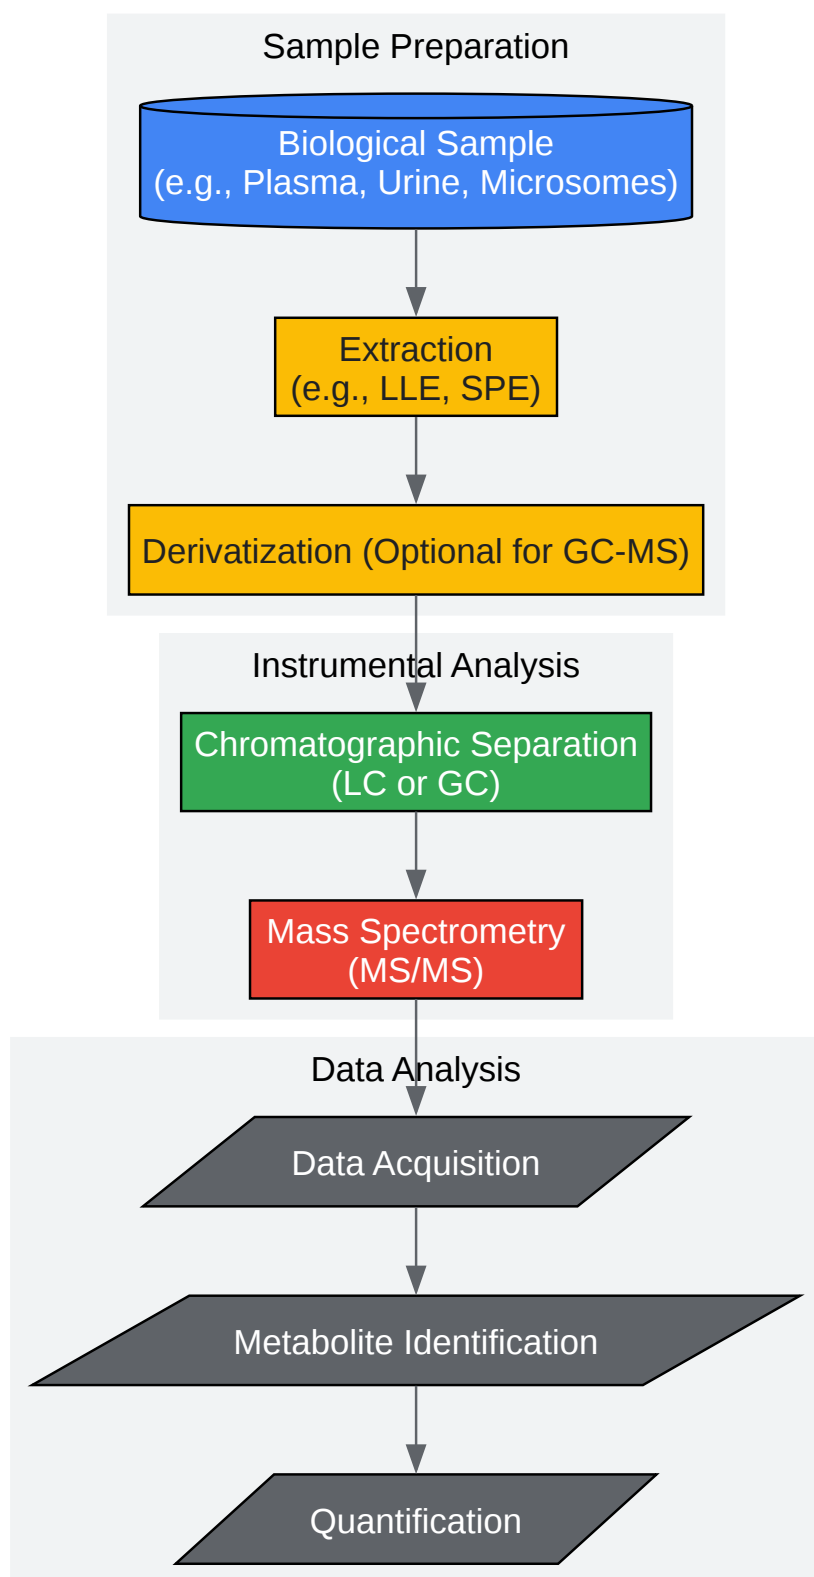 Sample Preparation
Biological Sample
(e.g., Plasma, Urine, Microsomes)
Extraction
(e.g., LLE, SPE)
Derivatization (Optional for GC-MS)
Instrumental Analysis
Chromatographic Separation
(LC or GC)
Mass Spectrometry
(MS/MS)
Data Analysis
Data Acquisition
Metabolite Identification
Quantification